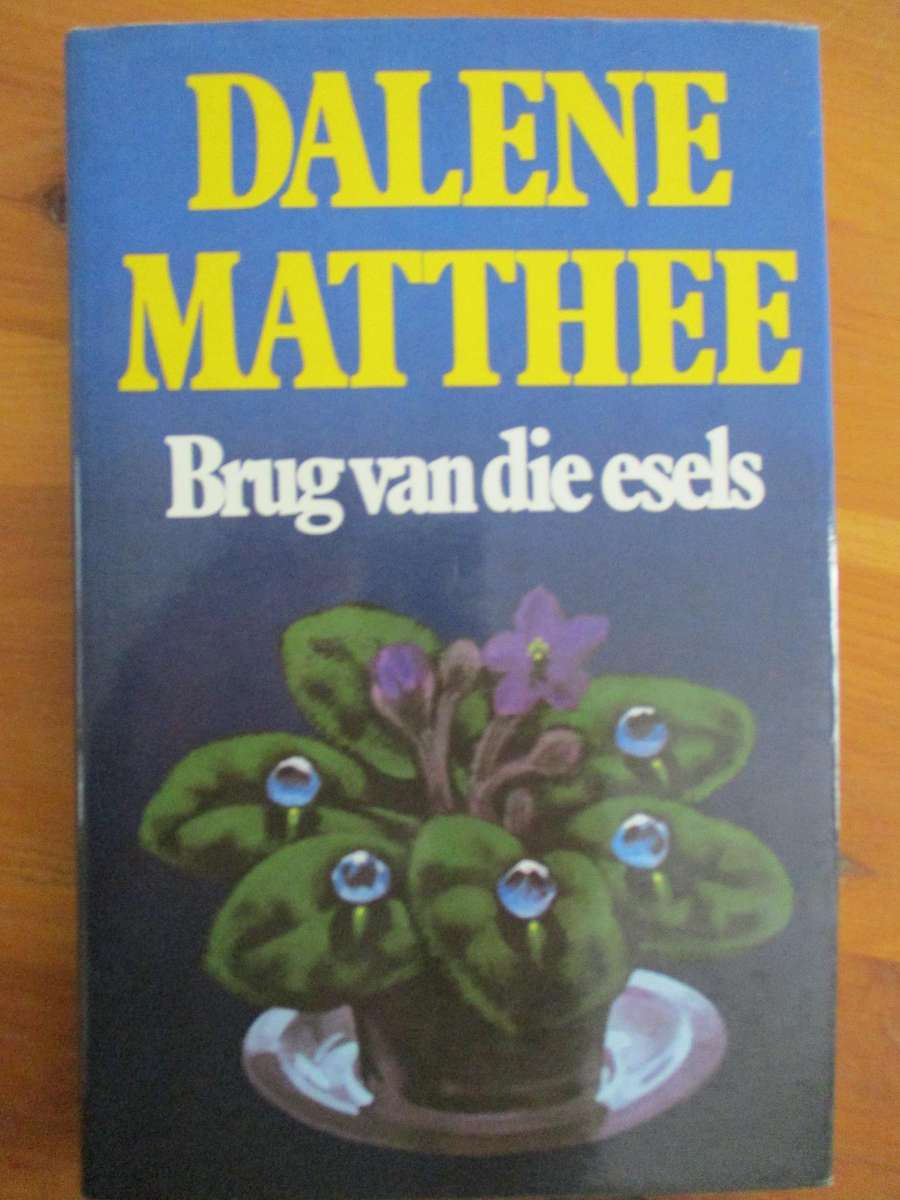 DALENE
MATTHEE
Brug van die esels